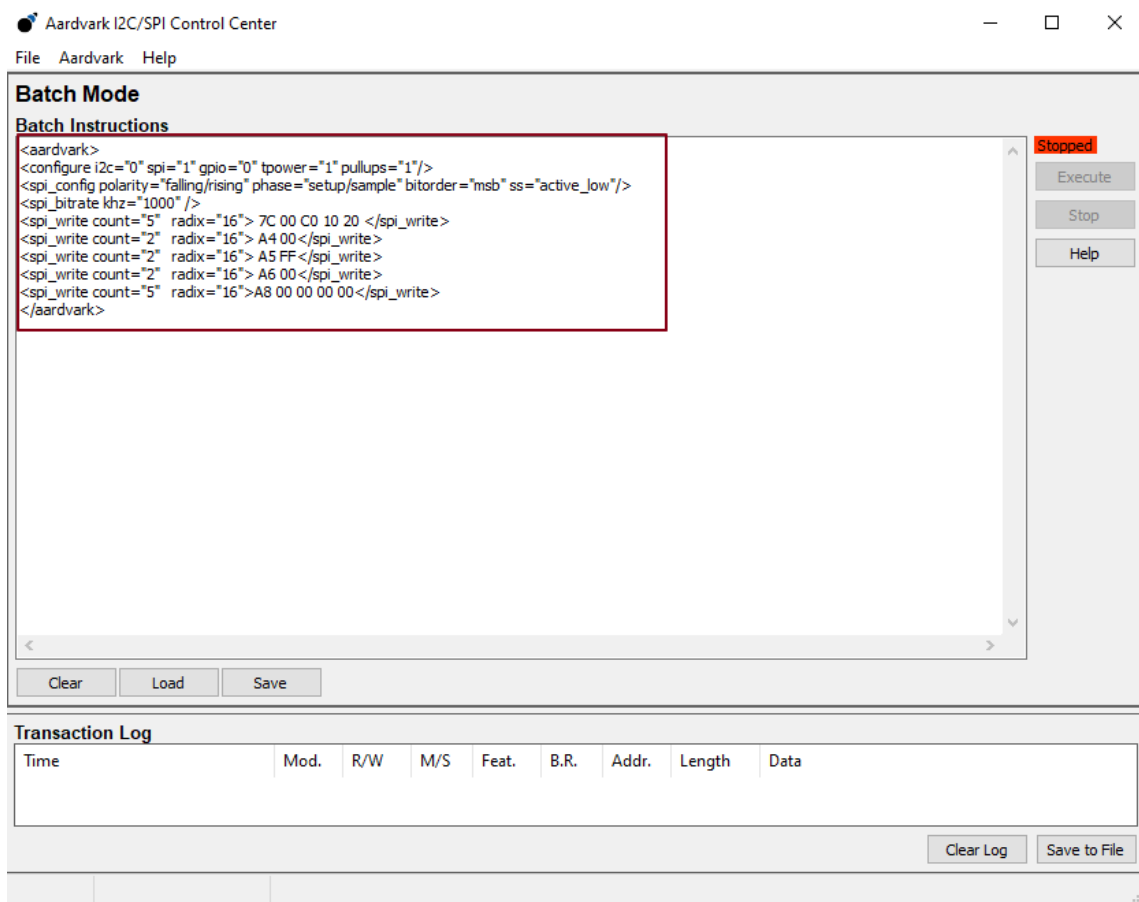 Aardvark I2C/SPI Control Center
File Aardvark Help
Batch Mode
Batch Instructions
<aardvark>
<configure i2c="0" spi="1" gpio="0" tpower="1" pullups="1"/>
<spi_config polarity="falling/rising" phase="setup/sample" bitorder="msb" ss="active_low"/>
<spi_bitrate khz="1000" />
<spi_write count="5"   radix="16"> 7C 00 C0 10 20 </spi_write>
<spi_write count="2"   radix="16"> A4 00</spi_write>
<spi_write count="2"   radix="16"> A5 FF</spi_write>
<spi_write count="2"   radix="16"> A6 00</spi_write>
<spi_write count="5"   radix="16">A8 00 00 00 00</spi_write>
</aardvark>
Stopped
Execute
Stop
Help
Clear Load Save
Transaction Log
Time Mod. R/W M/S Feat. B.R. Addr. Length Data
Clear Log Save to File